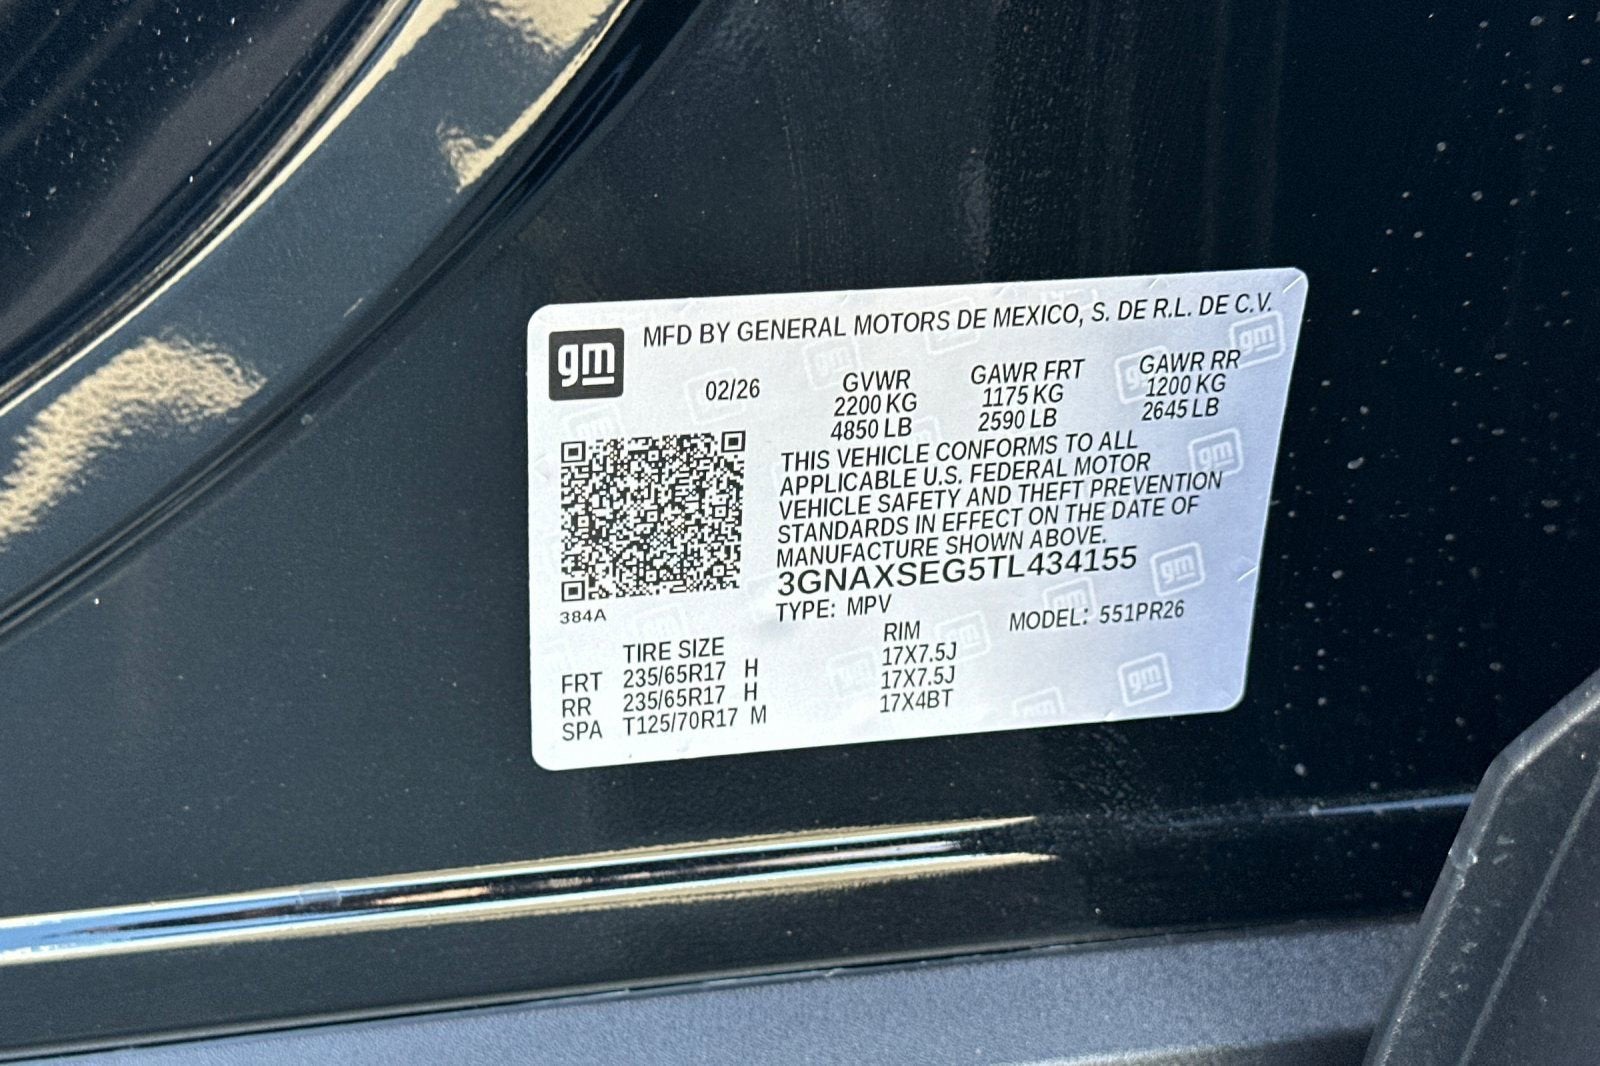 gm
MFD BY GENERAL MOTORS DE MEXICO, S. DE R.L. DE C.V.
02/26
GVWR
2200 KG
4850 LB
GAWR FRT
1175 KG
2590 LB
GAWR RR
1200 KG
2645 LB
THIS VEHICLE CONFORMS TO ALL
APPLICABLE U.S. FEDERAL MOTOR
VEHICLE SAFETY AND THEFT PREVENTION
STANDARDS IN EFFECT ON THE DATE OF
MANUFACTURE SHOWN ABOVE.
3GNAXSEG5TL434155
TYPE: MPV
MODEL: 551PR26
384A
TIRE SIZE RIM
FRT 235/65R17 H 17X7.5J
RR 235/65R17 H 17X7.5J
SPA T125/70R17 M 17X4BT